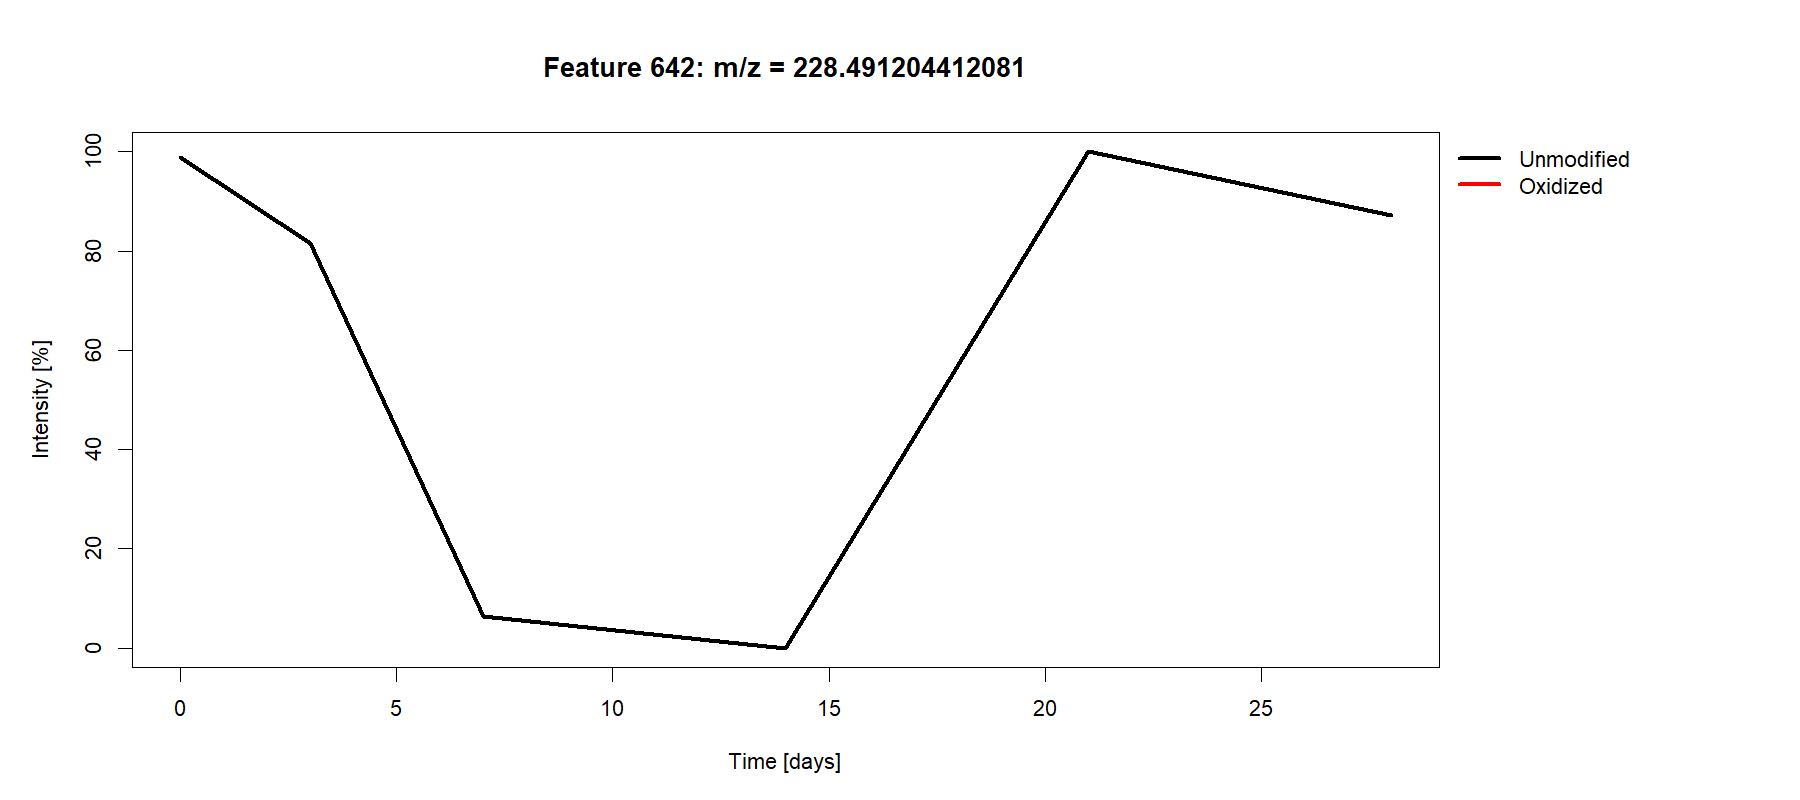 Feature 642: m/z = 228.491204412081
Unmodified
Oxidized
Intensity [%]
100
80
60
40
20
0
0 5 10 15 20 25
Time [days]